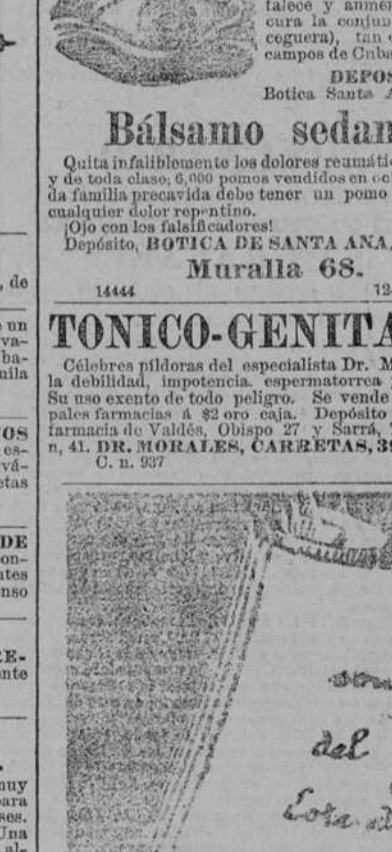 talece y aumen
cura la conjun
ceguera), tan
campos de Cuba
DEPOS
Botica Santa A
Bálsamo sedan
Quita infaliblemente los dolores reumátic
y de toda clase; 6,000 pomos vendidos en oc
da familia precavida debe tener un pomo
cualquier dolor repentino.
¡Ojo con los falsificadores!
Depósito, BOTICA DE SANTA ANA,
Muralla 68.
14444 12
TONICO-GENITA
Célebres píldoras del especialista Dr. M
la debilidad, impotencia. espermatorrea
Su uso exento de todo peligro. Se vende
pales farmacias á $2 oro caja. Depósito
farmacia de Valdés, Obispo 27 y Sarrá,
n, 41. DR. MORALES, CARRETAS, 39
C. n. 937
del
, de
un
va-
ba-
uila
OS
es-
vá-
etas
DE
on-
tes
nso
RE-
nte
muy
para
ses.
Una
al-